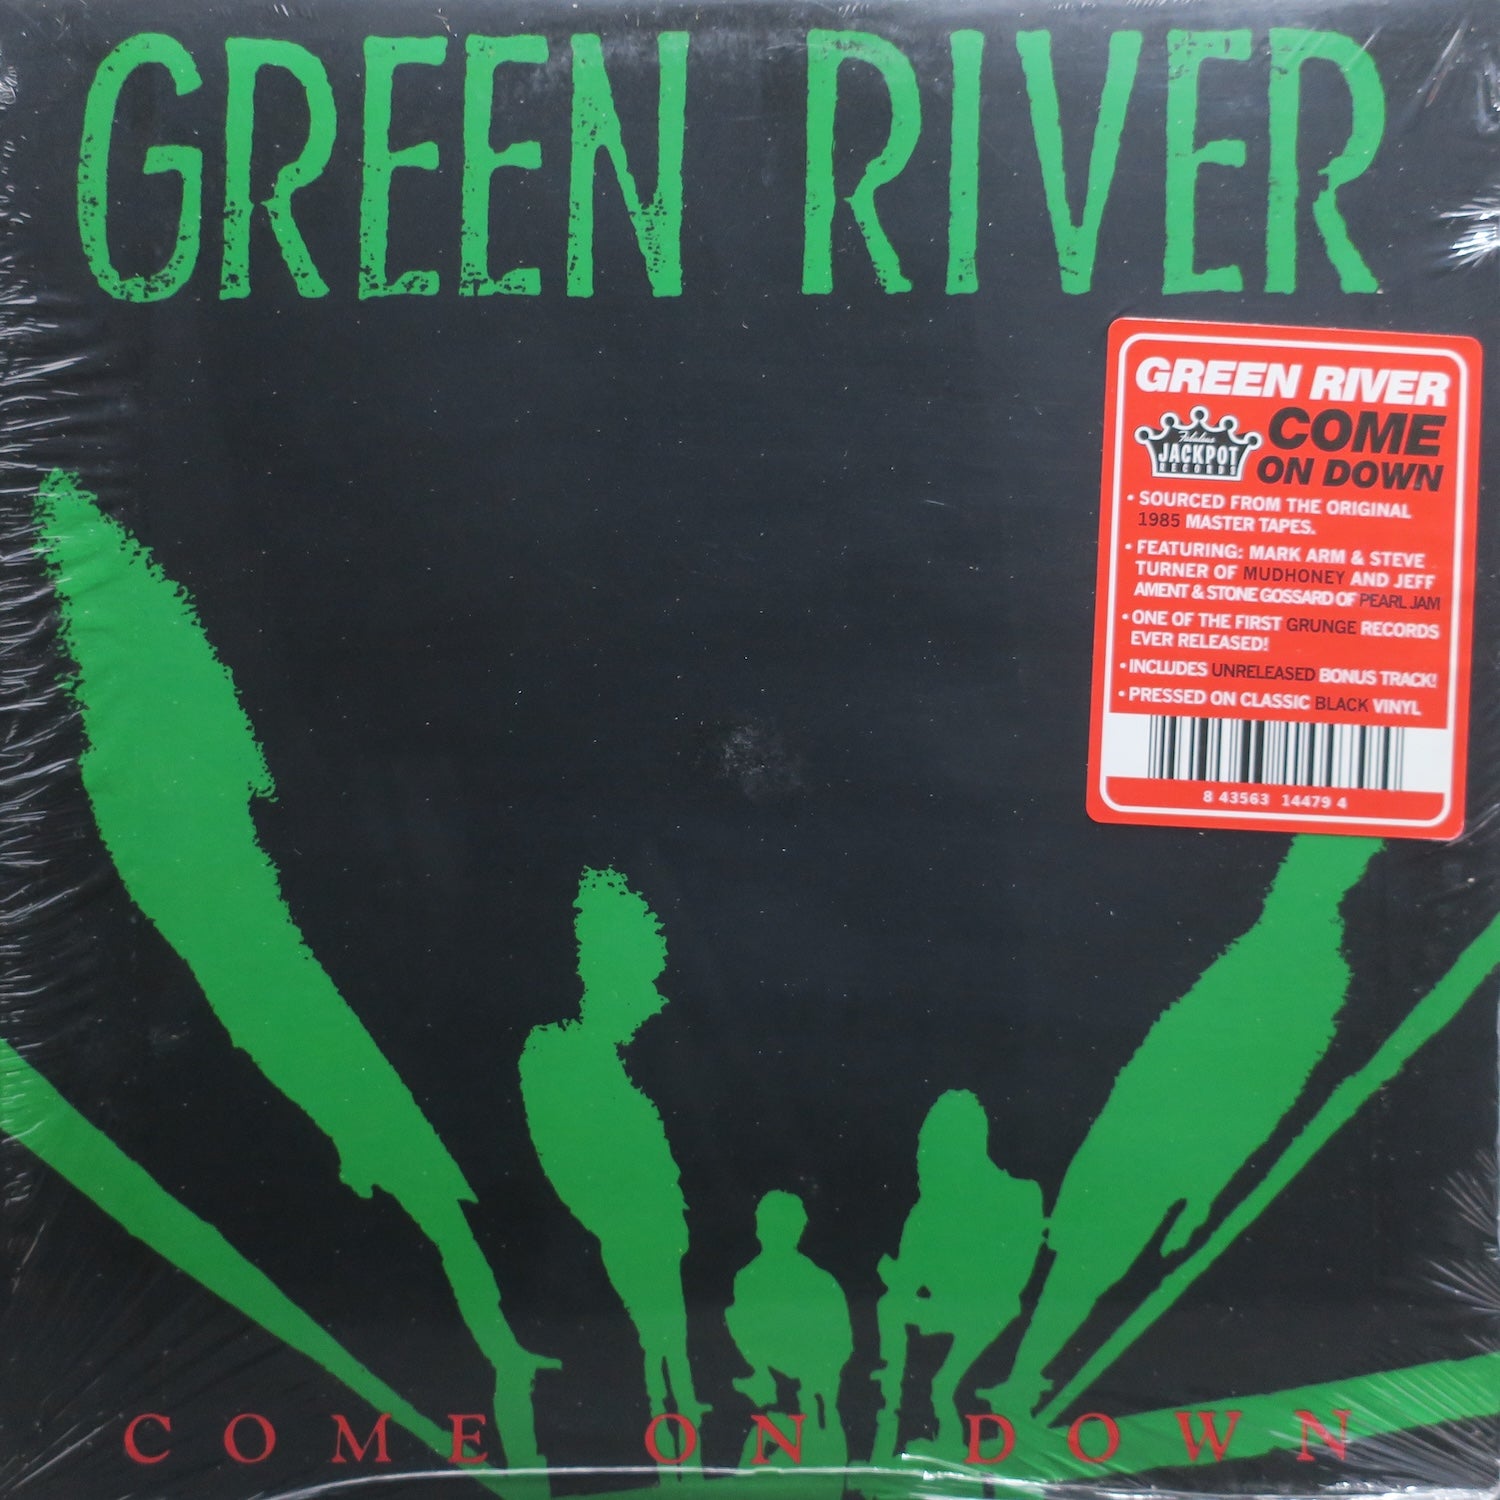 GREEN RIVER
GREEN RIVER
Fabulous
JACKPOT
RECORDS
COME
ON DOWN
• SOURCED FROM THE ORIGINAL
1985 MASTER TAPES.
• FEATURING: MARK ARM & STEVE
TURNER OF MUDHONEY AND JEFF
AMENT & STONE GOSSARD OF PEARL JAM
• ONE OF THE FIRST GRUNGE RECORDS
EVER RELEASED!
• INCLUDES UNRELEASED BONUS TRACK!
• PRESSED ON CLASSIC BLACK VINYL
8 43563 14479 4
COME ON DOWN